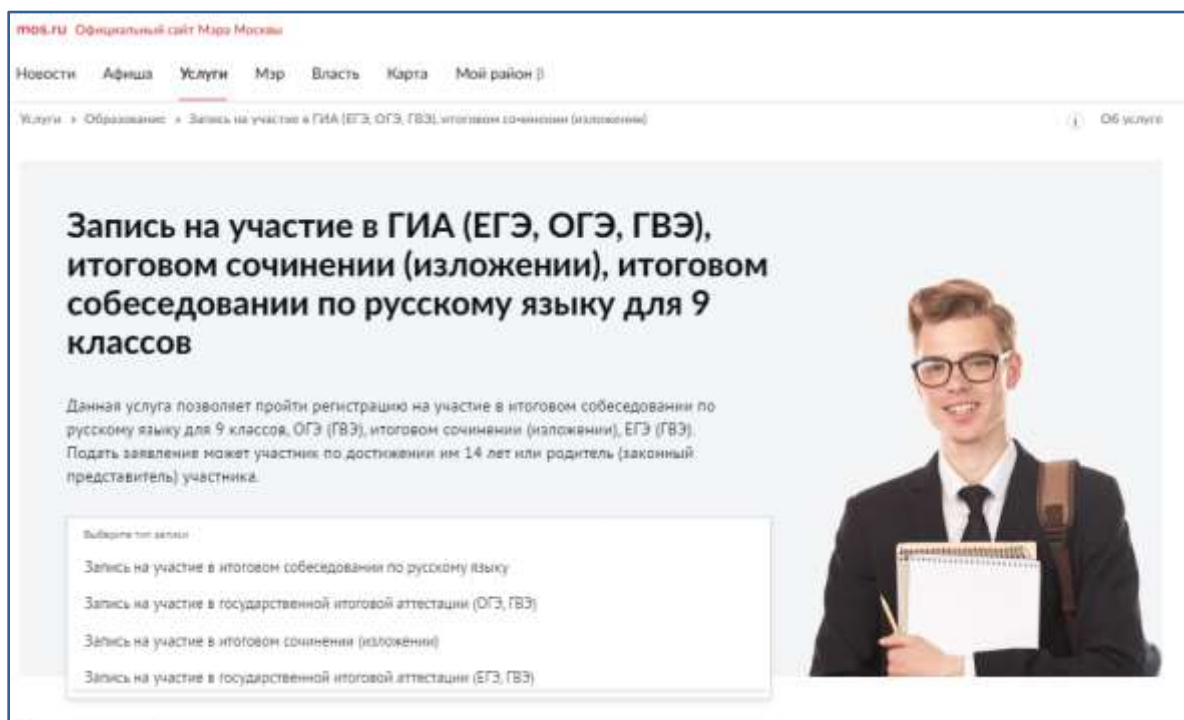 mos.ru Официальный сайт Мэра Москвы
Новости Афиша Услуги Мэр Власть Карта Мой район β
Услуги › Образование › Запись на участие в ГИА (ЕГЭ, ОГЭ, ГВЭ), итоговом сочинении (изложении)
Об услуге
Запись на участие в ГИА (ЕГЭ, ОГЭ, ГВЭ),
итоговом сочинении (изложении), итоговом
собеседовании по русскому языку для 9
классов
Данная услуга позволяет пройти регистрацию на участие в итоговом собеседовании по
русскому языку для 9 классов, ОГЭ (ГВЭ), итоговом сочинении (изложении), ЕГЭ (ГВЭ).
Подать заявление может участник по достижении им 14 лет или родитель (законный
представитель) участника.
Выберите тип записи
Запись на участие в итоговом собеседовании по русскому языку
Запись на участие в государственной итоговой аттестации (ОГЭ, ГВЭ)
Запись на участие в итоговом сочинении (изложении)
Запись на участие в государственной итоговой аттестации (ЕГЭ, ГВЭ)